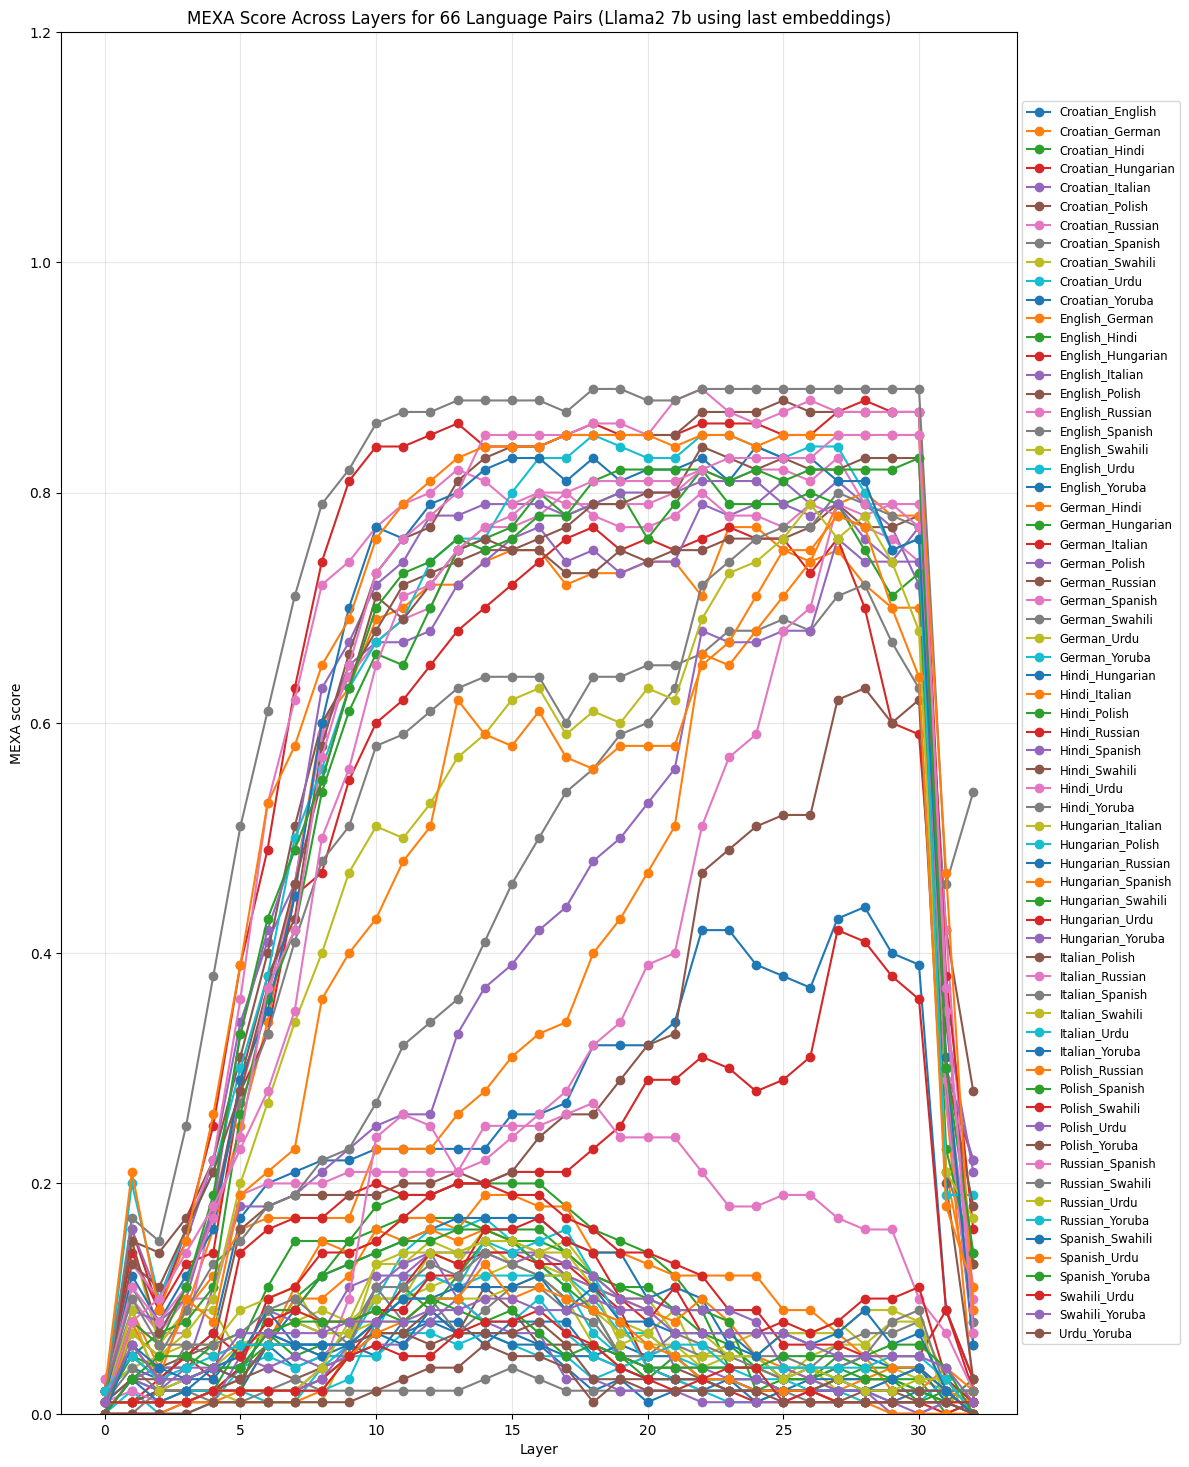 MEXA Score Across Layers for 66 Language Pairs (Llama2 7b using last embeddings)
1.2
1.0
0.8
0.6
0.4
0.2
0.0
MEXA score
0
5
10
15
20
25
30
Layer
Croatian_English
Croatian_German
Croatian_Hindi
Croatian_Hungarian
Croatian_Italian
Croatian_Polish
Croatian_Russian
Croatian_Spanish
Croatian_Swahili
Croatian_Urdu
Croatian_Yoruba
English_German
English_Hindi
English_Hungarian
English_Italian
English_Polish
English_Russian
English_Spanish
English_Swahili
English_Urdu
English_Yoruba
German_Hindi
German_Hungarian
German_Italian
German_Polish
German_Russian
German_Spanish
German_Swahili
German_Urdu
German_Yoruba
Hindi_Hungarian
Hindi_Italian
Hindi_Polish
Hindi_Russian
Hindi_Spanish
Hindi_Swahili
Hindi_Urdu
Hindi_Yoruba
Hungarian_Italian
Hungarian_Polish
Hungarian_Russian
Hungarian_Spanish
Hungarian_Swahili
Hungarian_Urdu
Hungarian_Yoruba
Italian_Polish
Italian_Russian
Italian_Spanish
Italian_Swahili
Italian_Urdu
Italian_Yoruba
Polish_Russian
Polish_Spanish
Polish_Swahili
Polish_Urdu
Polish_Yoruba
Russian_Spanish
Russian_Swahili
Russian_Urdu
Russian_Yoruba
Spanish_Swahili
Spanish_Urdu
Spanish_Yoruba
Swahili_Urdu
Swahili_Yoruba
Urdu_Yoruba